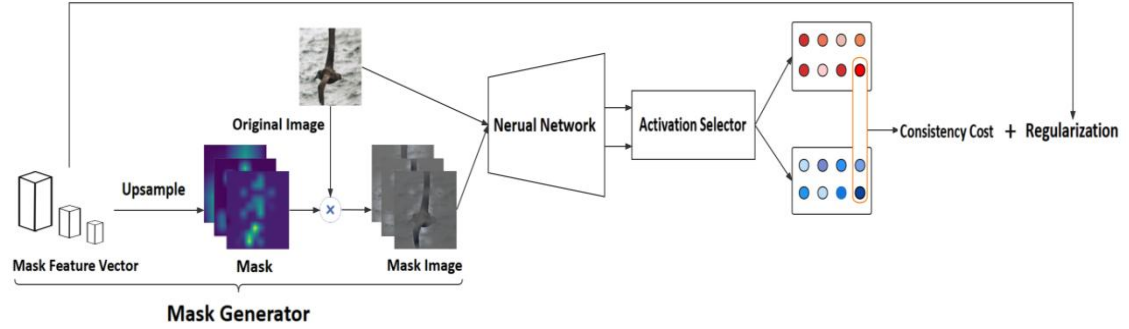 Original Image
Nerual Network
Activation Selector
Consistency Cost + Regularization
Upsample
x
Mask Feature Vector
Mask
Mask Image
Mask Generator